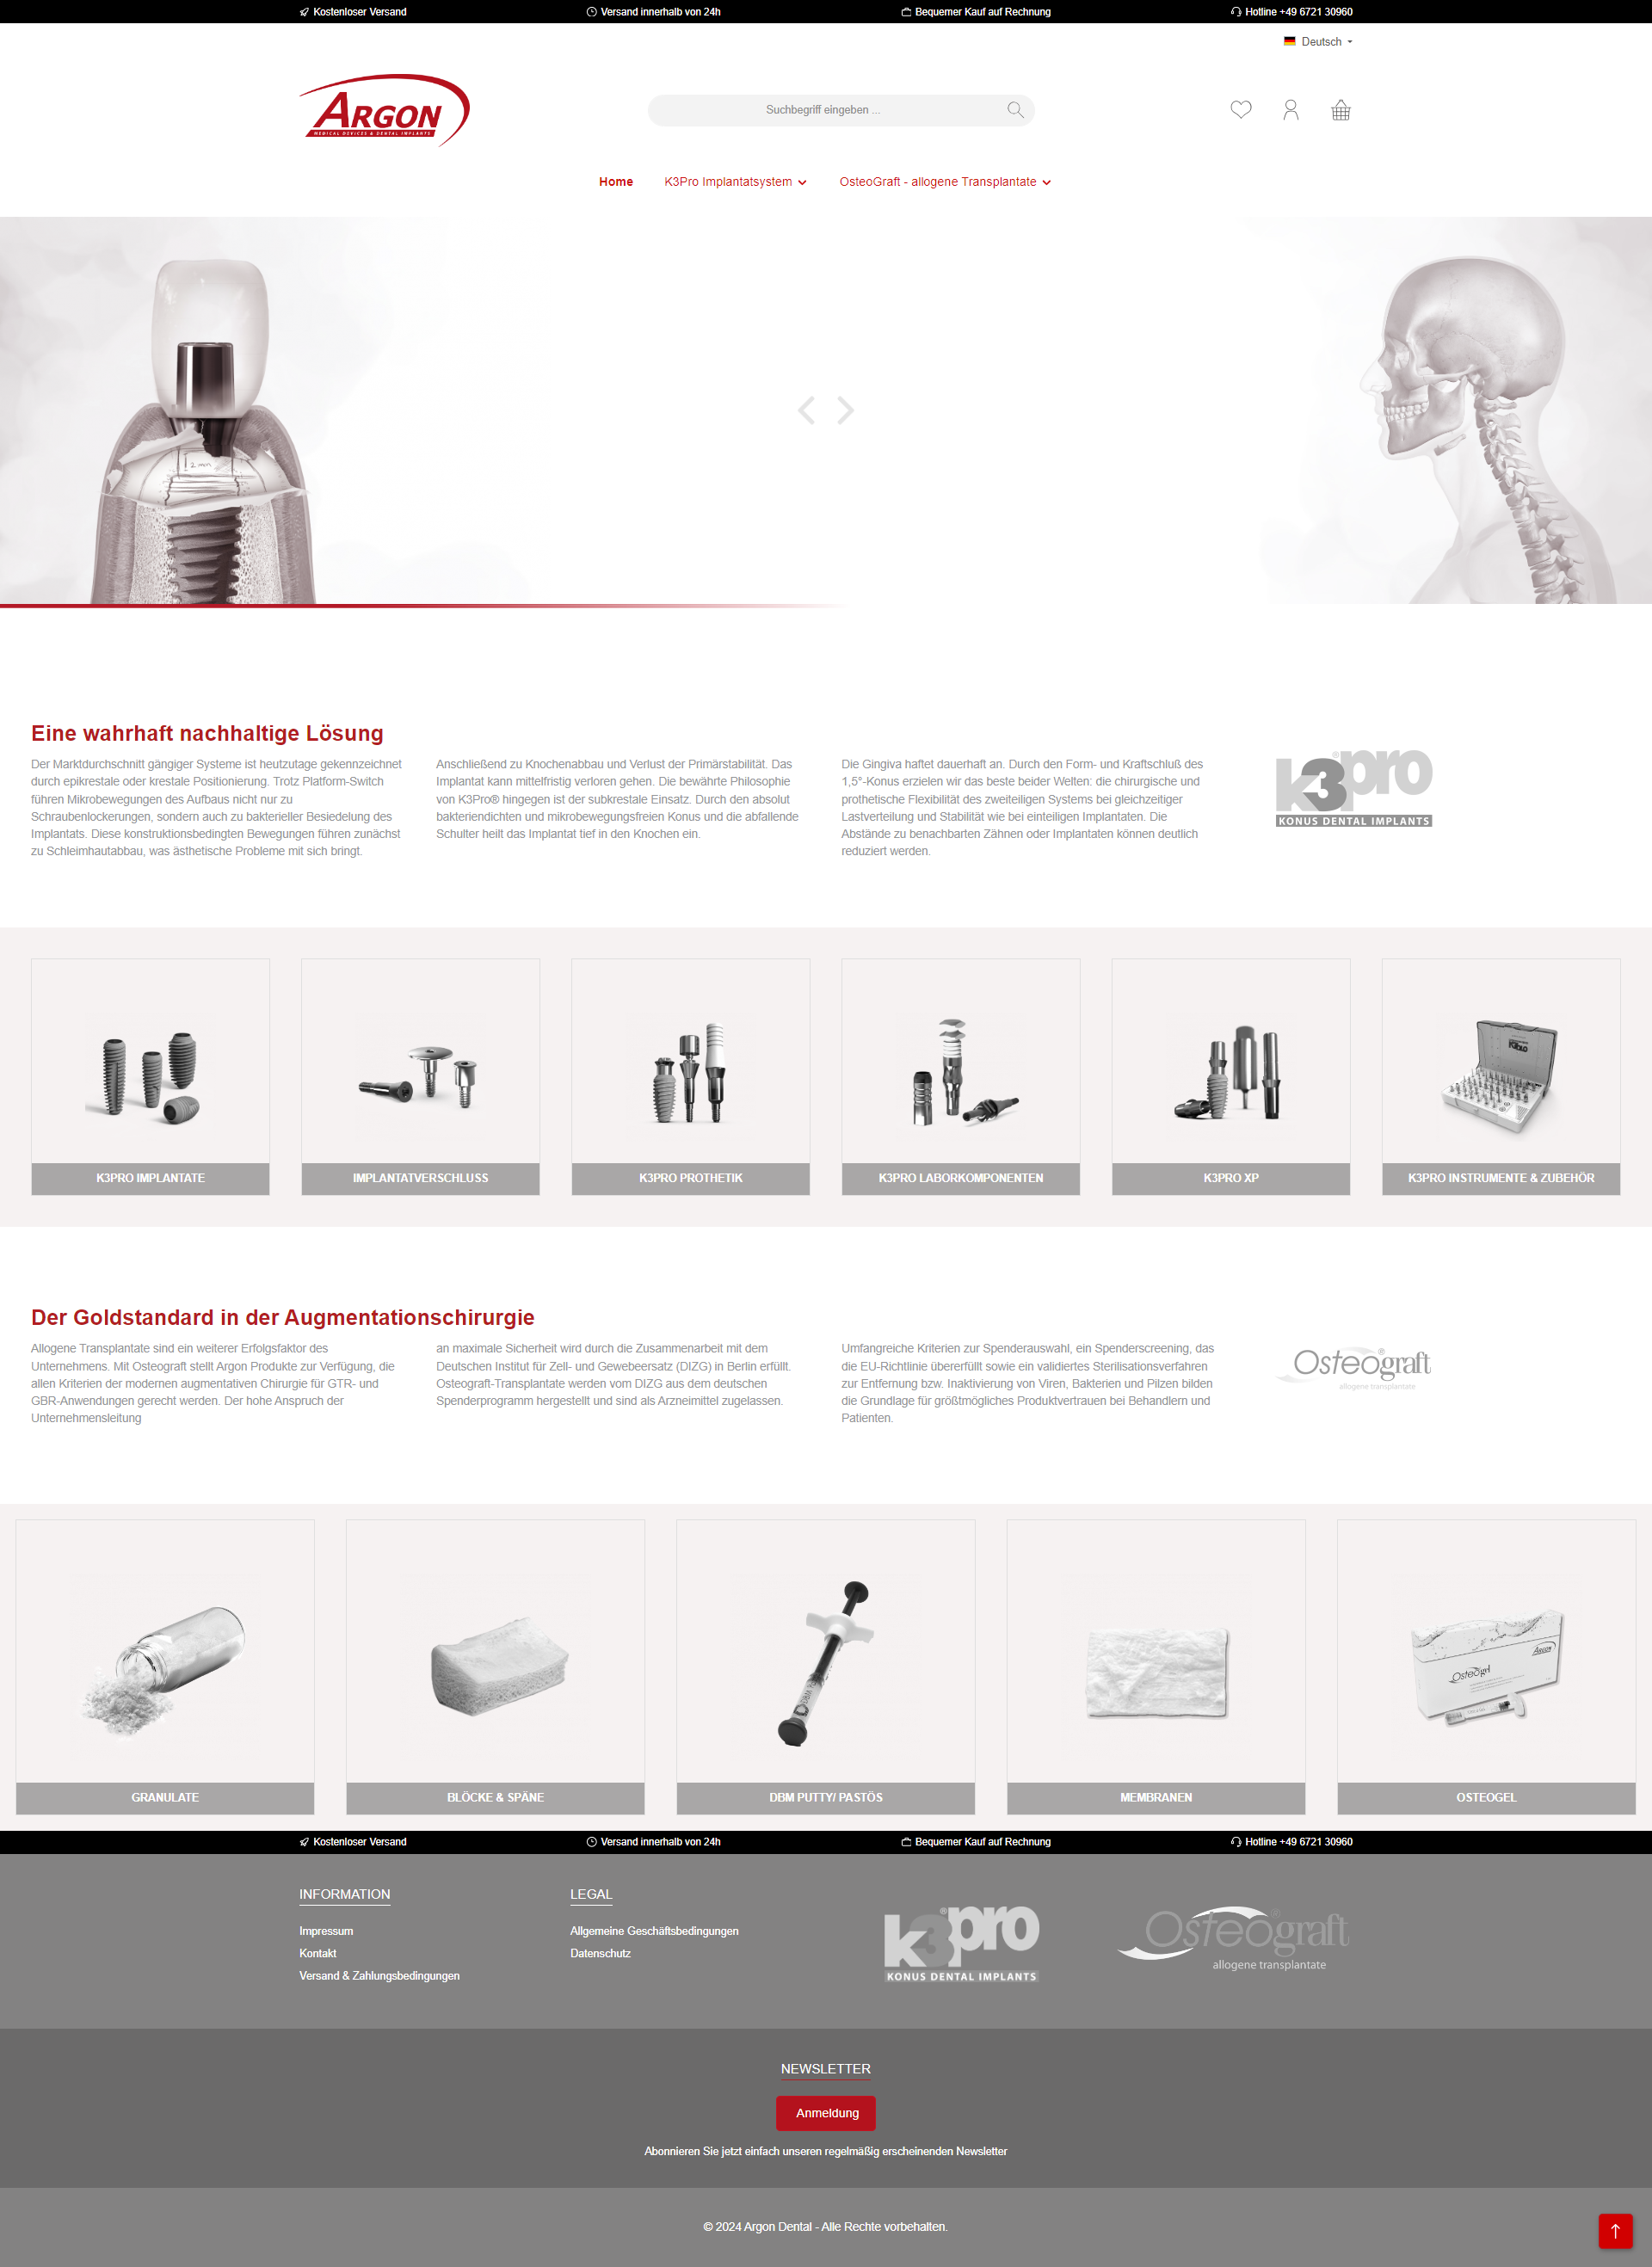 Kostenloser Versand
Versand innerhalb von 24h
Bequemer Kauf auf Rechnung
Hotline +49 6721 30960
Deutsch
ARGON
MEDICAL DEVICES & DENTAL IMPLANTS
Suchbegriff eingeben ...
Home
K3Pro Implantatsystem
OsteoGraft - allogene Transplantate
Eine wahrhaft nachhaltige Lösung
Der Marktdurchschnitt gängiger Systeme ist heutzutage gekennzeichnet
durch epikrestale oder krestale Positionierung. Trotz Platform-Switch
führen Mikrobewegungen des Aufbaus nicht nur zu
Schraubenlockerungen, sondern auch zu bakterieller Besiedelung des
Implantats. Diese konstruktionsbedingten Bewegungen führen zunächst
zu Schleimhautabbau, was ästhetische Probleme mit sich bringt.
Anschließend zu Knochenabbau und Verlust der Primärstabilität. Das
Implantat kann mittelfristig verloren gehen. Die bewährte Philosophie
von K3Pro® hingegen ist der subkrestale Einsatz. Durch den absolut
bakteriendichten und mikrobewegungsfreien Konus und die abfallende
Schulter heilt das Implantat tief in den Knochen ein.
Die Gingiva haftet dauerhaft an. Durch den Form- und Kraftschluß des
1,5°-Konus erzielen wir das beste beider Welten: die chirurgische und
prothetische Flexibilität des zweiteiligen Systems bei gleichzeitiger
Lastverteilung und Stabilität wie bei einteiligen Implantaten. Die
Abstände zu benachbarten Zähnen oder Implantaten können deutlich
reduziert werden.
k3pro
KONUS DENTAL IMPLANTS
K3PRO IMPLANTATE
IMPLANTATVERSCHLUSS
K3PRO PROTHETIK
K3PRO LABORKOMPONENTEN
K3PRO XP
K3PRO INSTRUMENTE & ZUBEHÖR
Der Goldstandard in der Augmentationschirurgie
Allogene Transplantate sind ein weiterer Erfolgsfaktor des
Unternehmens. Mit Osteograft stellt Argon Produkte zur Verfügung, die
allen Kriterien der modernen augmentativen Chirurgie für GTR- und
GBR-Anwendungen gerecht werden. Der hohe Anspruch der
Unternehmensleitung
an maximale Sicherheit wird durch die Zusammenarbeit mit dem
Deutschen Institut für Zell- und Gewebeersatz (DIZG) in Berlin erfüllt.
Osteograft-Transplantate werden vom DIZG aus dem deutschen
Spenderprogramm hergestellt und sind als Arzneimittel zugelassen.
Umfangreiche Kriterien zur Spenderauswahl, ein Spenderscreening, das
die EU-Richtlinie übererfüllt sowie ein validiertes Sterilisationsverfahren
zur Entfernung bzw. Inaktivierung von Viren, Bakterien und Pilzen bilden
die Grundlage für größtmögliches Produktvertrauen bei Behandlern und
Patienten.
Osteograft®
allogene transplantate
Osteogel
ARGON
GRANULATE
BLÖCKE & SPÄNE
DBM PUTTY/ PASTÖS
MEMBRANEN
OSTEOGEL
Kostenloser Versand
Versand innerhalb von 24h
Bequemer Kauf auf Rechnung
Hotline +49 6721 30960
INFORMATION
Impressum
Kontakt
Versand & Zahlungsbedingungen
LEGAL
Allgemeine Geschäftsbedingungen
Datenschutz
k3®pro
KONUS DENTAL IMPLANTS
Osteograft®
allogene transplantate
NEWSLETTER
Anmeldung
Abonnieren Sie jetzt einfach unseren regelmäßig erscheinenden Newsletter
© 2024 Argon Dental - Alle Rechte vorbehalten.